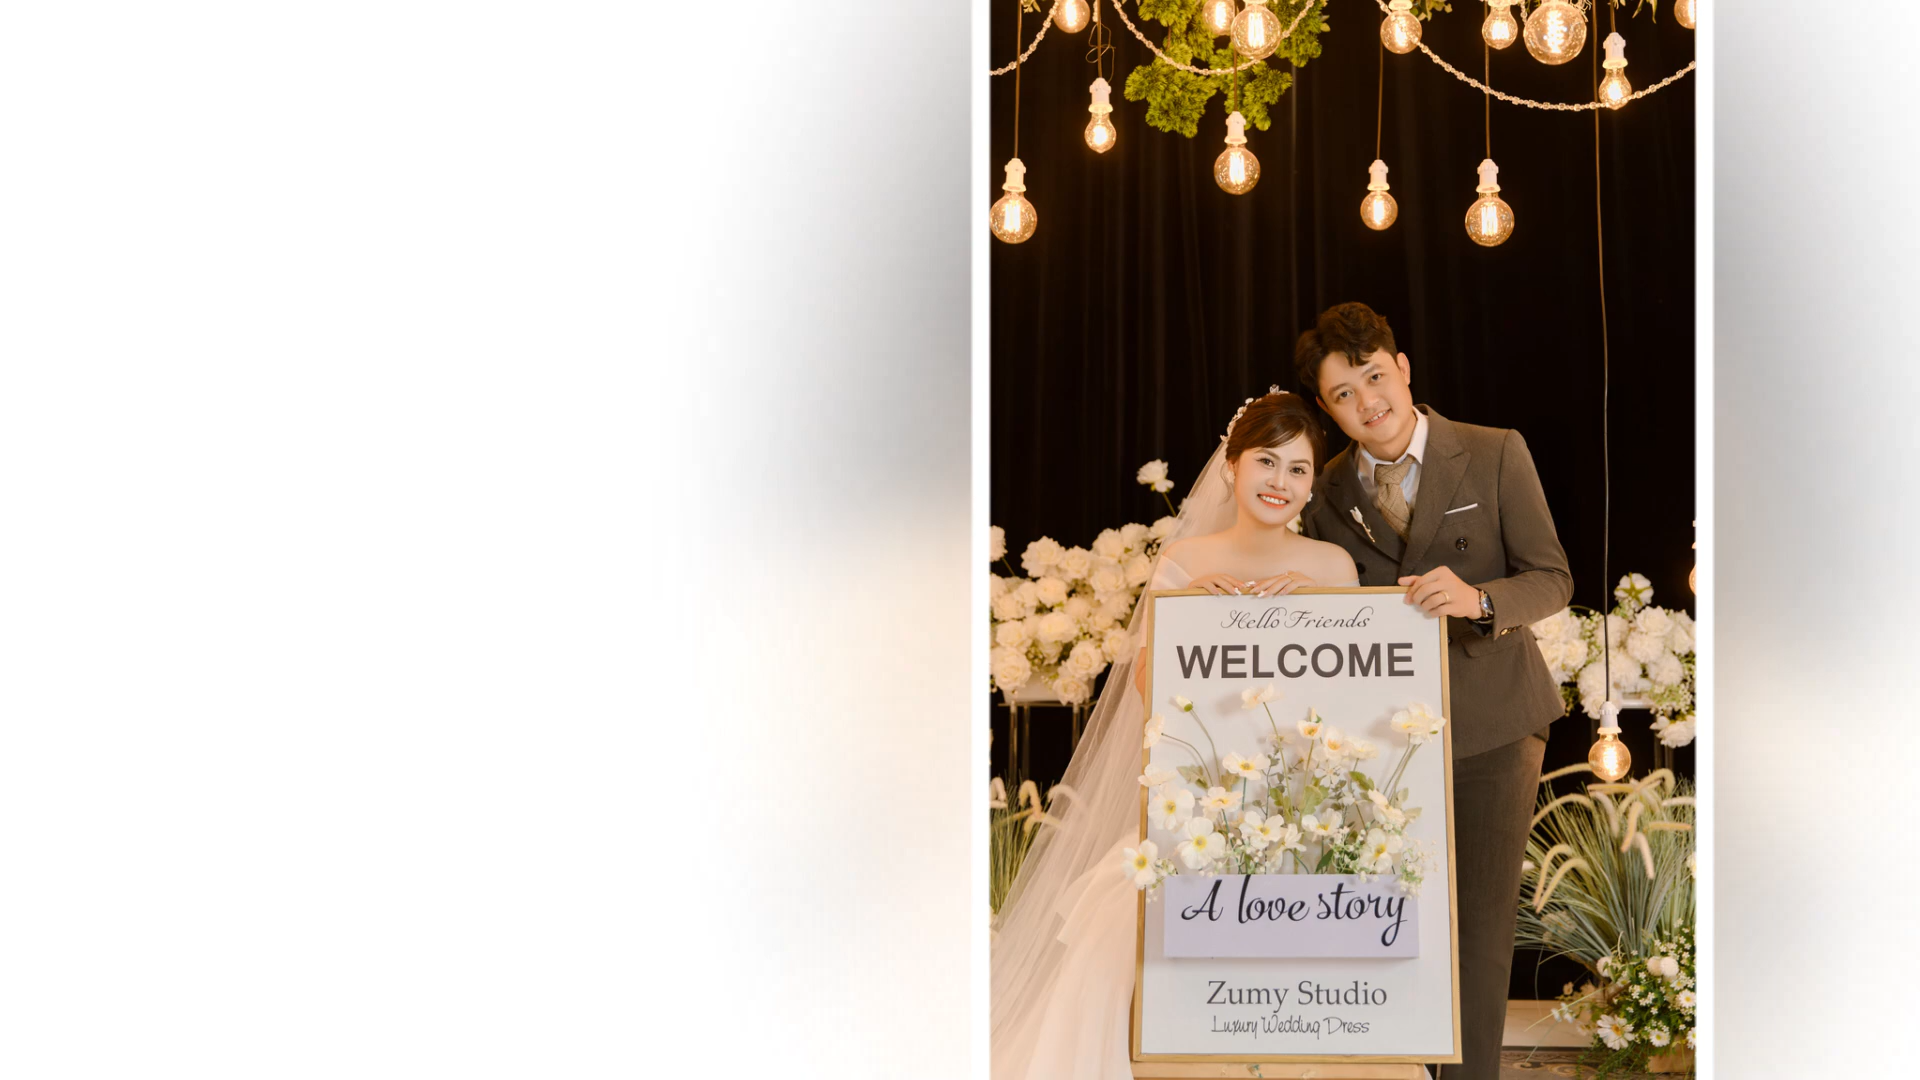 Hello Friends
WELCOME
A love story
Zumy Studio
Luxury Wedding Dress